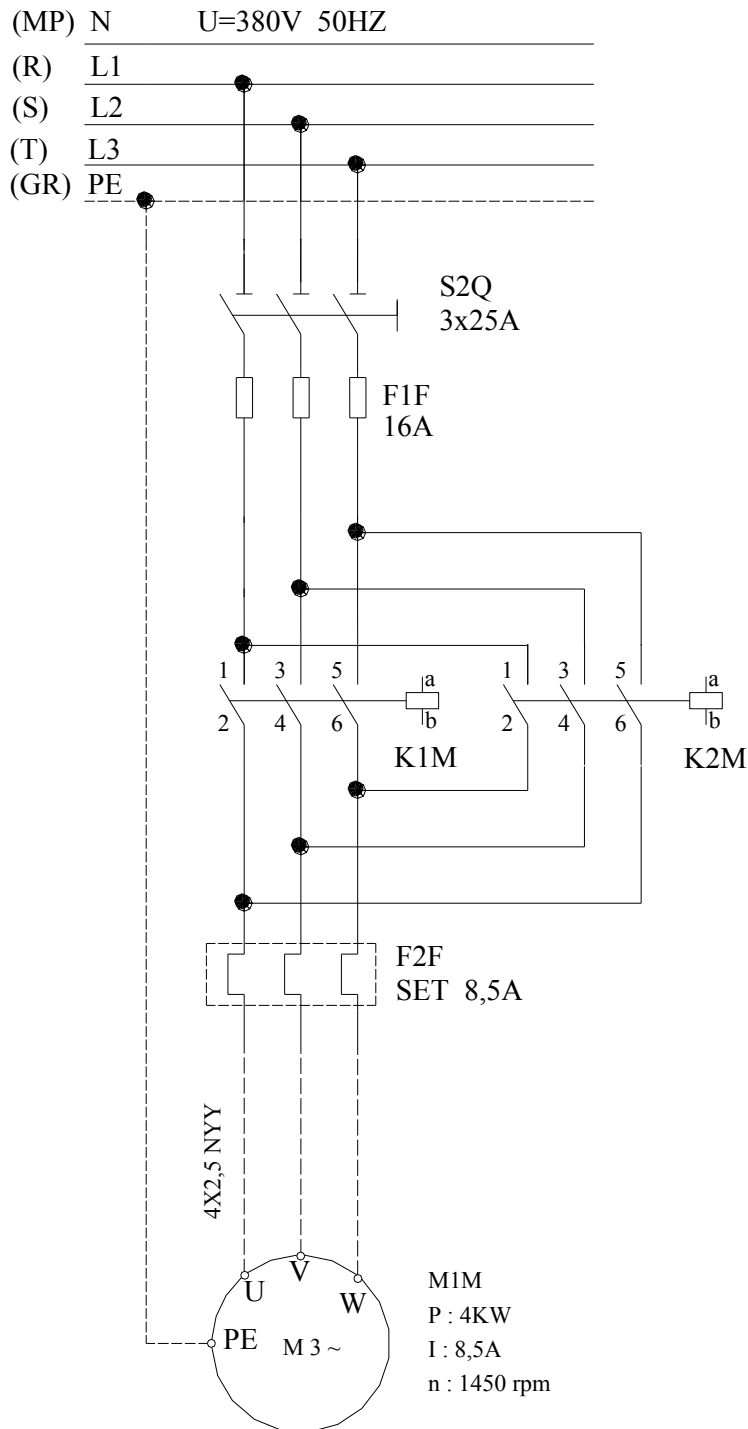 (MP) N U=380V 50HZ
(R) L1
(S) L2
(T) L3
(GR) PE
S2Q
3x25A
F1F
16A
1 3 5 a
2 4 6 b
K1M
1 3 5 a
2 4 6 b
K2M
F2F
SET 8,5A
4X2,5 NYY
U V W
PE M 3 ~
M1M
P : 4KW
I : 8,5A
n : 1450 rpm